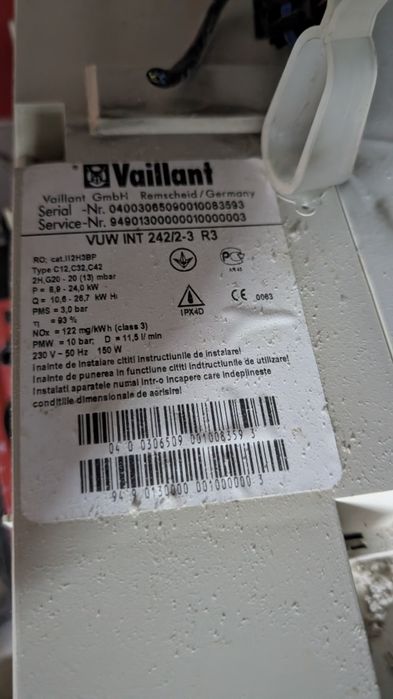 Vaillant
Vaillant GmbH Remscheid/Germany
Serial -Nr. 04003065090010083593
Service-Nr. 94901300000010000003
VUW INT 242/2-3 R3
RO; cat.II2H3BP
Type C12,C32,C42
2H,G20 - 20 (13) mbar
P = 8,9 - 24,0 kW
Q = 10,6 - 26,7 kW Hi
PMS = 3,0 bar
η = 93 %
NOx = 122 mg/kWh (class 3)
PMW = 10 bar; D = 11,5 l/ min
230 V ~ 50 Hz 150 W
IPX4D
CE 0063
Inainte de instalare cititi instructiunile de instalare!
Inainte de punerea in functiune cititi indtructiunile de utilizare!
Instalati aparatele numai intr-o incapere care indeplineste
conditiile dimensionale de aerisire!
04 0 0306509 001008359 3
94 9 0130000 001000000 3